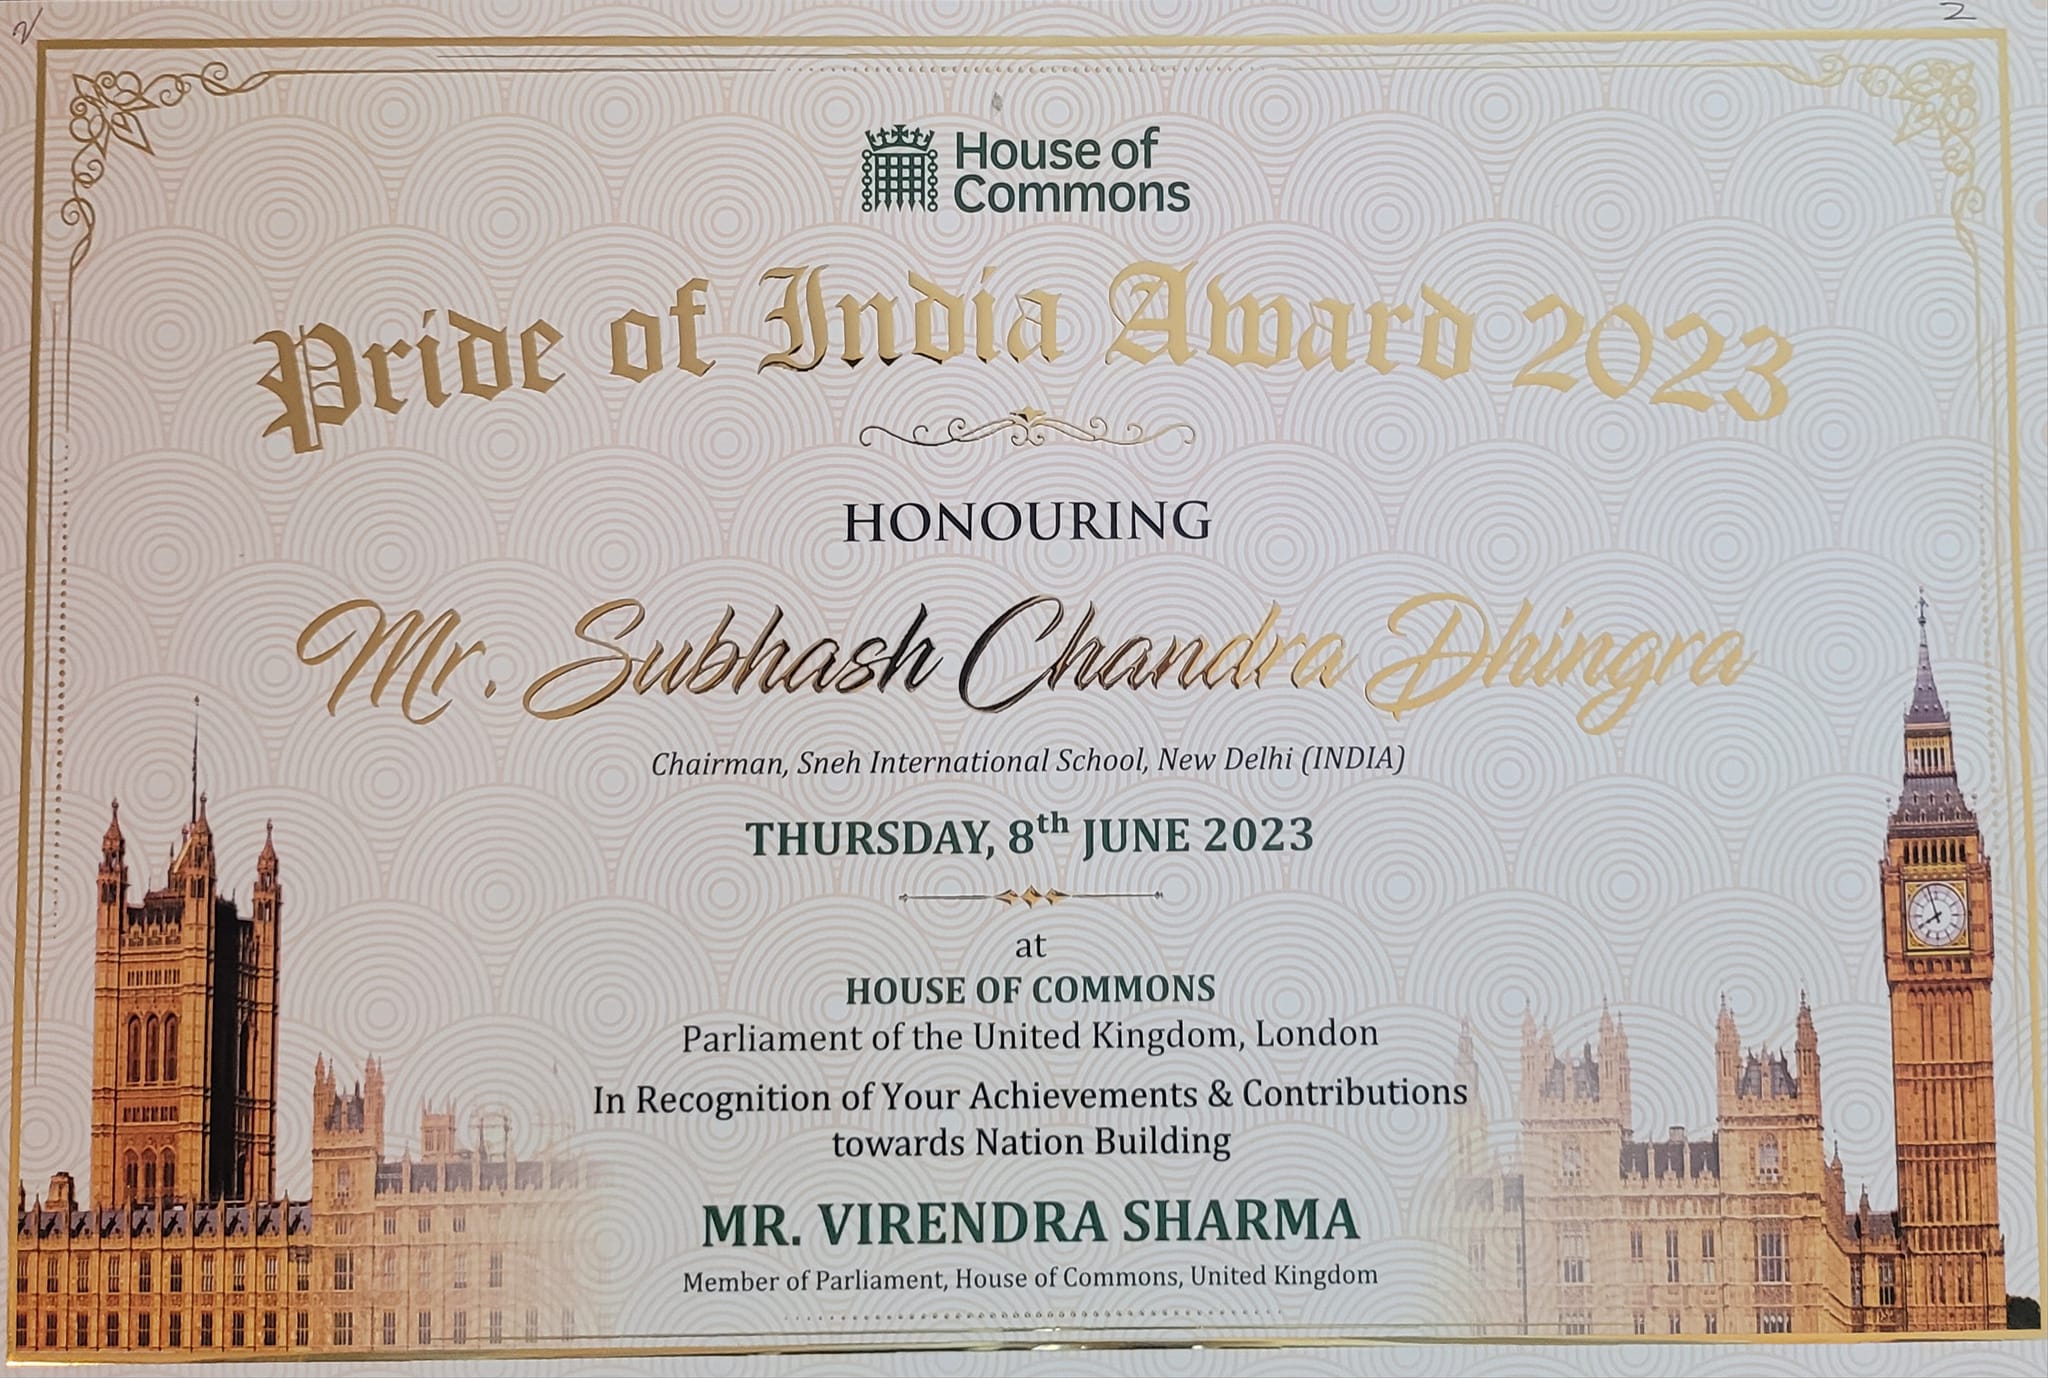 2
2
House of
Commons
Pride of India Award 2023
HONOURING
Mr. Subhash Chandra Dhingra
Chairman, Sneh International School, New Delhi (INDIA)
THURSDAY, 8th JUNE 2023
at
HOUSE OF COMMONS
Parliament of the United Kingdom, London
In Recognition of Your Achievements & Contributions
towards Nation Building
MR. VIRENDRA SHARMA
Member of Parliament, House of Commons, United Kingdom